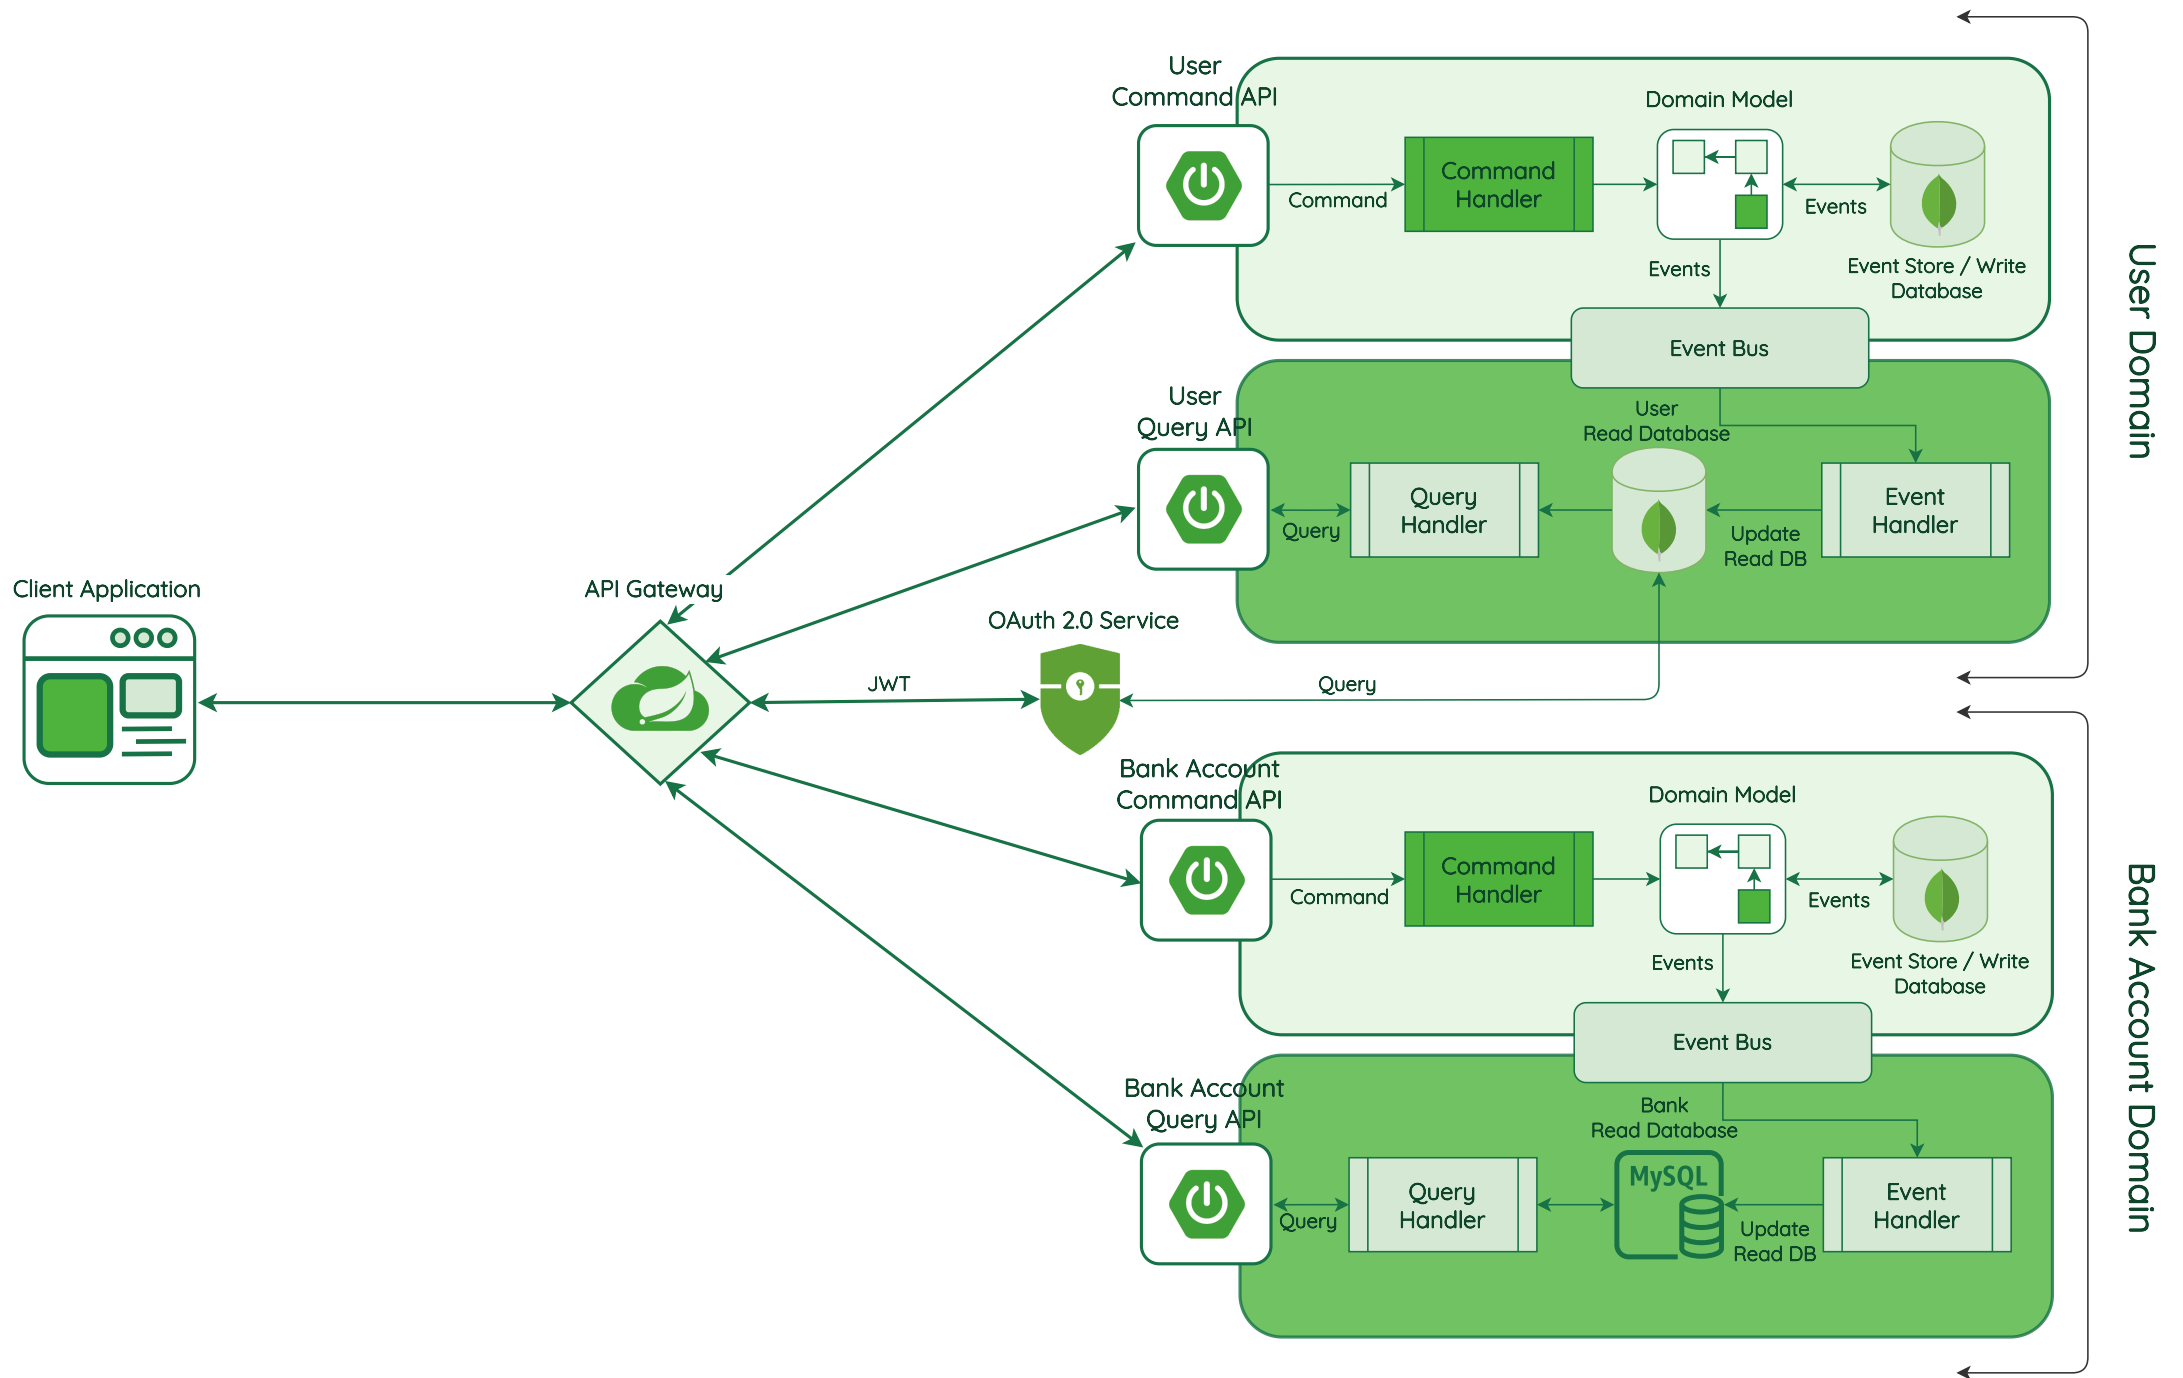 User
Command API
Domain Model
Command
Handler
Command
Events
Event Store / Write
Database
Events
Event Bus
User
Query API
User
Read Database
Query
Handler
Query
Event
Handler
Update
Read DB
User Domain
Client Application
API Gateway
OAuth 2.0 Service
JWT
Query
Bank Account
Command API
Domain Model
Command
Handler
Command
Events
Event Store / Write
Database
Events
Event Bus
Bank Account
Query API
Bank
Read Database
MySQL
Query
Handler
Query
Event
Handler
Update
Read DB
Bank Account Domain